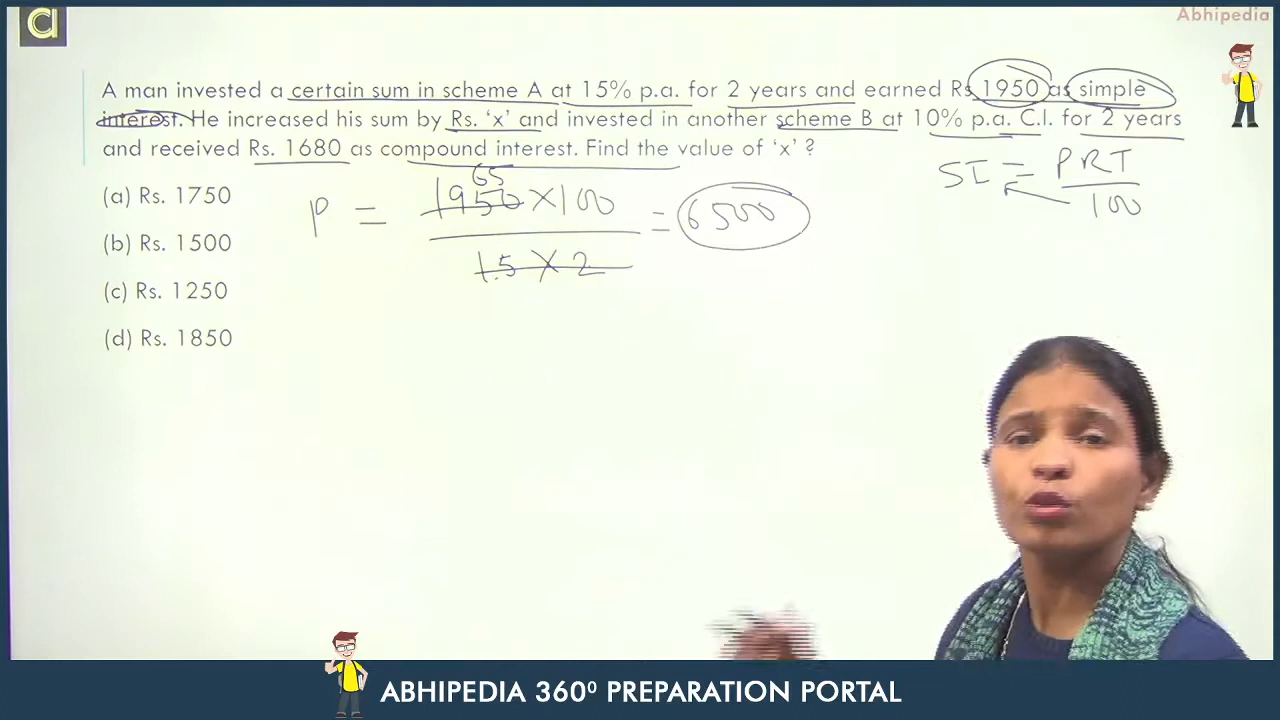 a
Abhipedia
A man invested a certain sum in scheme A at 15% p.a. for 2 years and earned Rs 1950 as simple
interest. He increased his sum by Rs. 'x' and invested in another scheme B at 10% p.a. C.I. for 2 years
and received Rs. 1680 as compound interest. Find the value of 'x' ?
SI = PRT
100
(a) Rs. 1750
(b) Rs. 1500
(c) Rs. 1250
(d) Rs. 1850
65
P = 1950 X 100 = 6500
15 X 2
ABHIPEDIA 360⁰ PREPARATION PORTAL